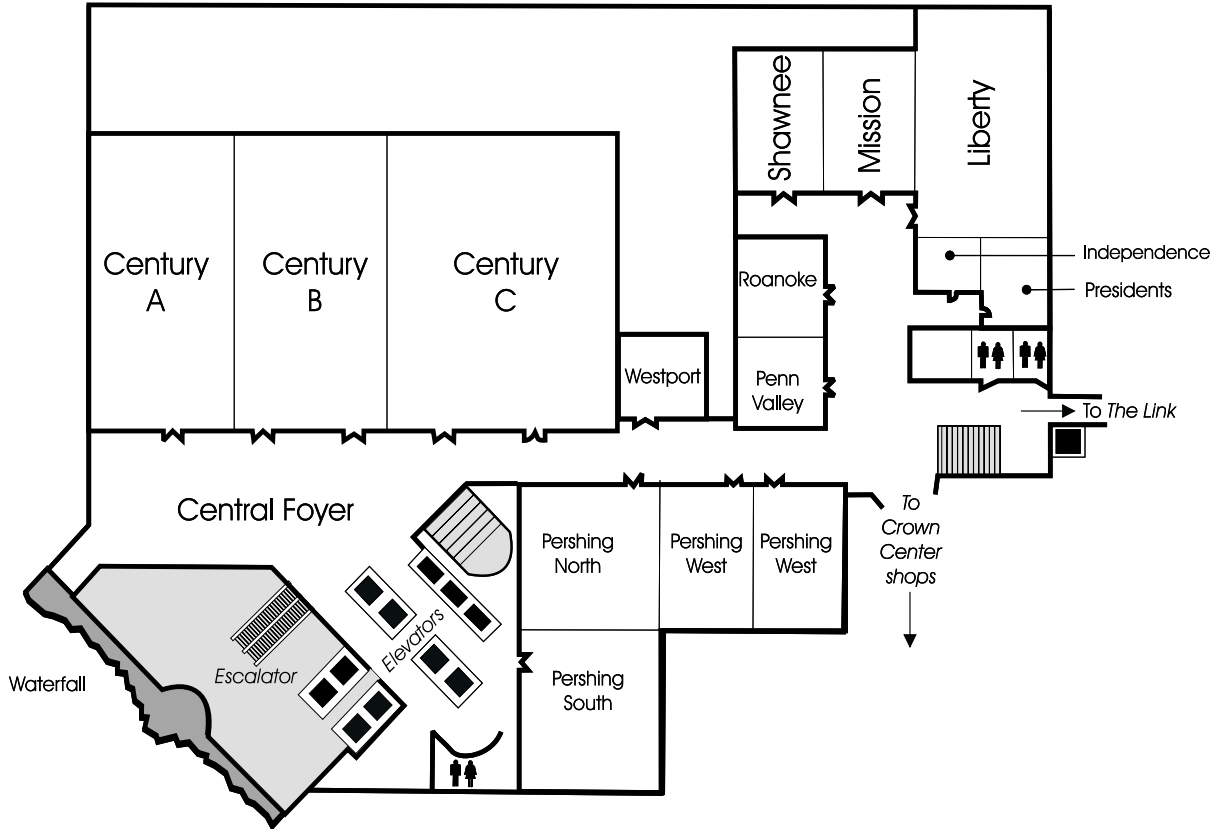 Shawnee
Mission
Liberty
Century
A
Century
B
Century
C
Independence
Presidents
Roanoke
Westport
Penn
Valley
To The Link
Central Foyer
To
Crown
Center
shops
Pershing
North
Pershing
West
Pershing
West
Elevators
Escalator
Waterfall
Pershing
South